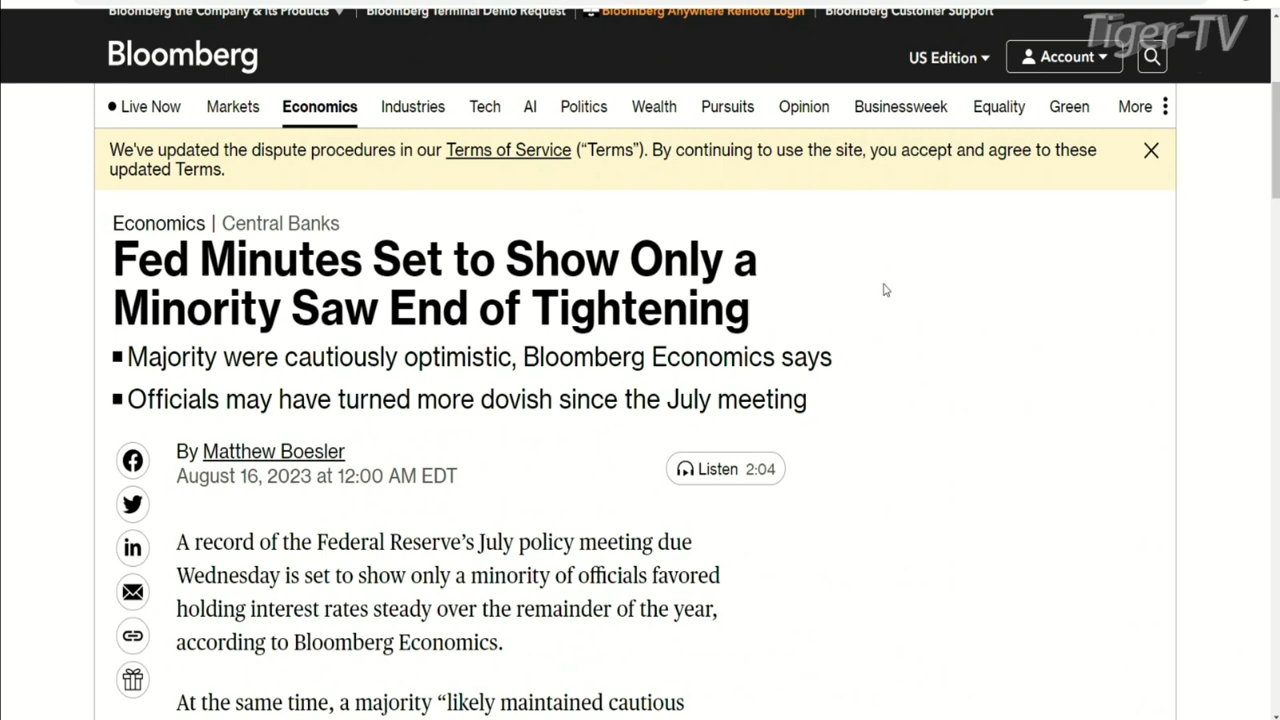 Bloomberg the Company & Its Products ▾ | Bloomberg Terminal Demo Request | Bloomberg Anywhere Remote Login | Bloomberg Customer Support
Tiger-TV
Bloomberg
US Edition ▾
Account ▾
• Live Now Markets Economics Industries Tech AI Politics Wealth Pursuits Opinion Businessweek Equality Green More
We've updated the dispute procedures in our Terms of Service (“Terms”). By continuing to use the site, you accept and agree to these
updated Terms.
Economics | Central Banks
Fed Minutes Set to Show Only a
Minority Saw End of Tightening
■ Majority were cautiously optimistic, Bloomberg Economics says
■ Officials may have turned more dovish since the July meeting
By Matthew Boesler
August 16, 2023 at 12:00 AM EDT
Listen 2:04
in
A record of the Federal Reserve’s July policy meeting due
Wednesday is set to show only a minority of officials favored
holding interest rates steady over the remainder of the year,
according to Bloomberg Economics.
At the same time, a majority “likely maintained cautious